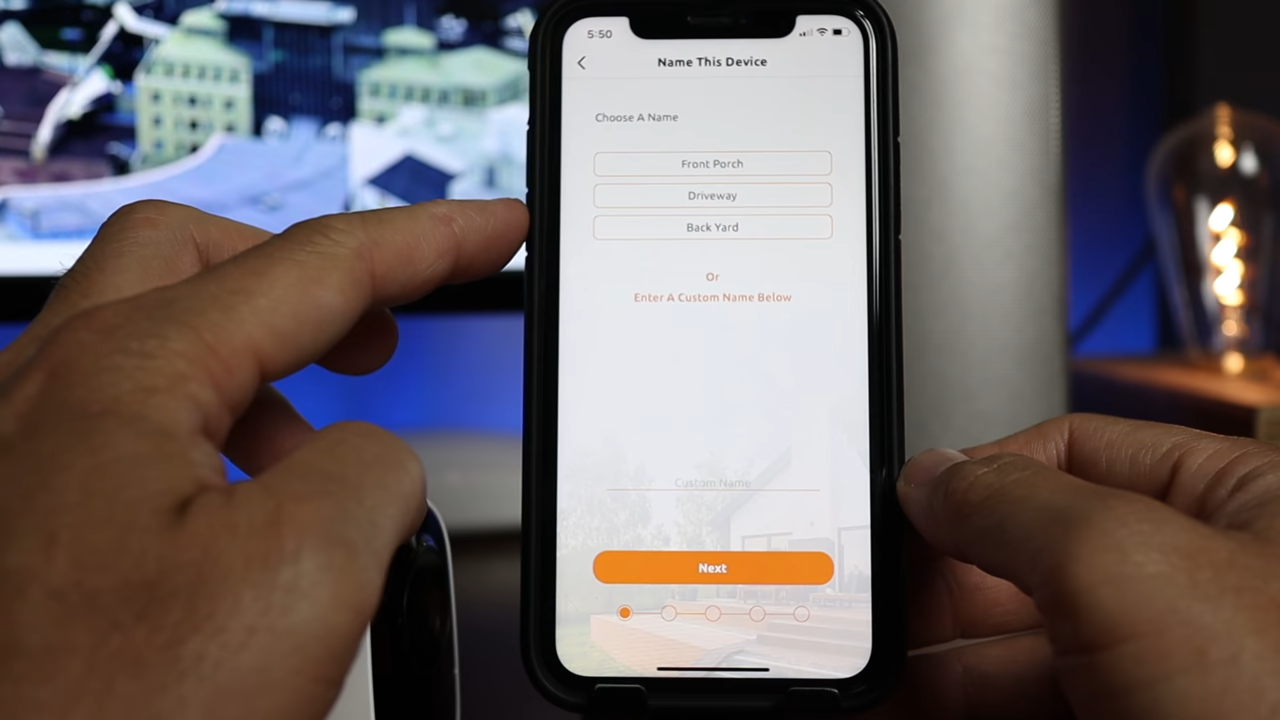 5:50
Name This Device
Choose A Name
Front Porch
Driveway
Back Yard
Or
Enter A Custom Name Below
Custom Name
Next